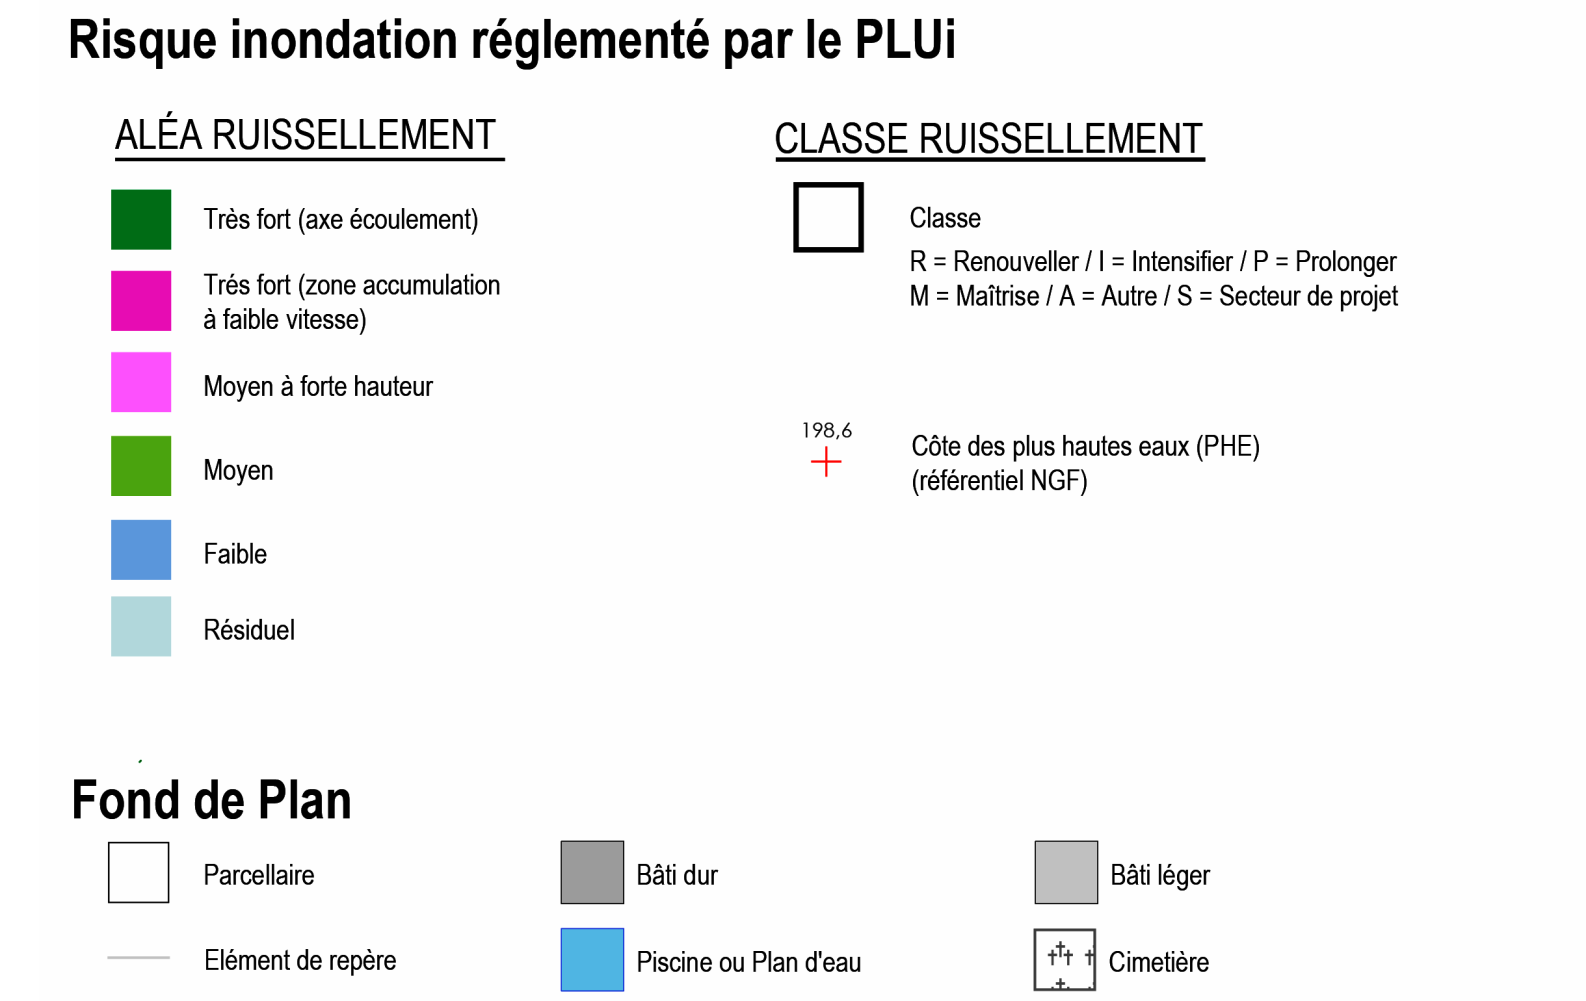 Risque inondation réglementé par le PLUi
ALÉA RUISSELLEMENT
Très fort (axe écoulement)
Trés fort (zone accumulation
à faible vitesse)
Moyen à forte hauteur
Moyen
Faible
Résiduel
CLASSE RUISSELLEMENT
Classe
R = Renouveller / I = Intensifier / P = Prolonger
M = Maîtrise / A = Autre / S = Secteur de projet
198,6
Côte des plus hautes eaux (PHE)
(référentiel NGF)
Fond de Plan
Parcellaire
Bâti dur
Bâti léger
Elément de repère
Piscine ou Plan d'eau
Cimetière